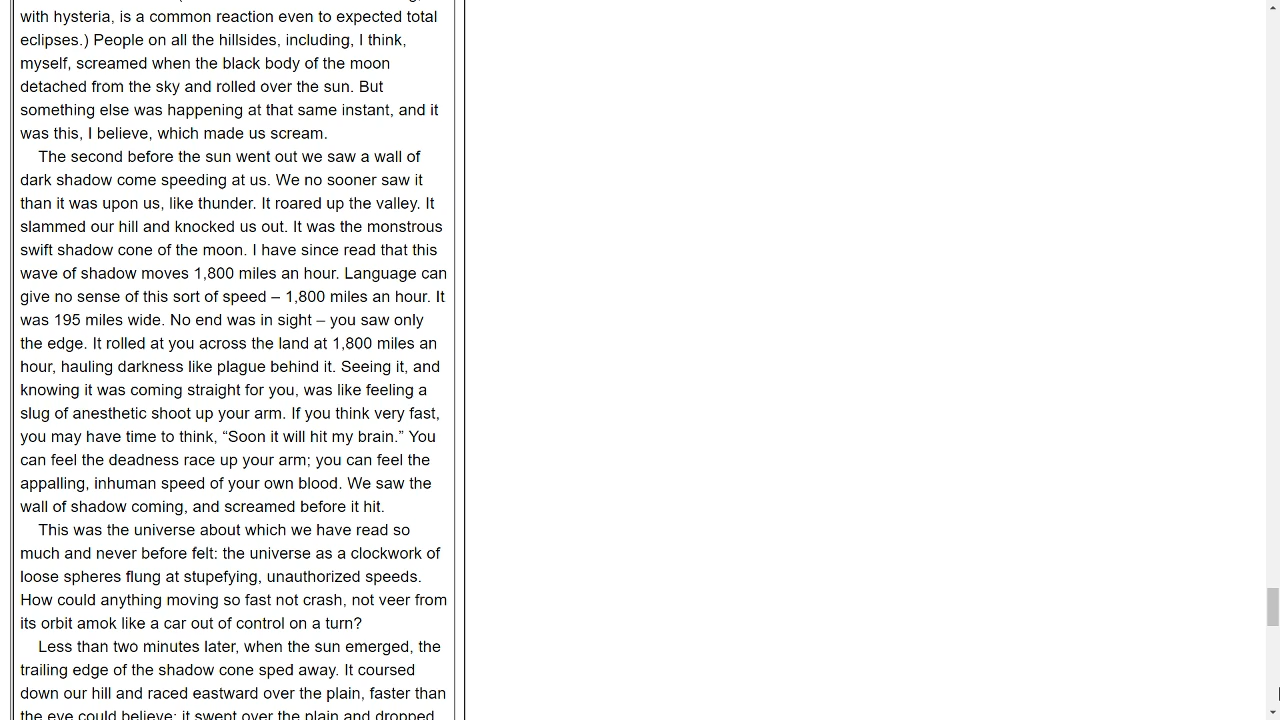 with hysteria, is a common reaction even to expected total
eclipses.) People on all the hillsides, including, I think,
myself, screamed when the black body of the moon
detached from the sky and rolled over the sun. But
something else was happening at that same instant, and it
was this, I believe, which made us scream.
The second before the sun went out we saw a wall of
dark shadow come speeding at us. We no sooner saw it
than it was upon us, like thunder. It roared up the valley. It
slammed our hill and knocked us out. It was the monstrous
swift shadow cone of the moon. I have since read that this
wave of shadow moves 1,800 miles an hour. Language can
give no sense of this sort of speed – 1,800 miles an hour. It
was 195 miles wide. No end was in sight – you saw only
the edge. It rolled at you across the land at 1,800 miles an
hour, hauling darkness like plague behind it. Seeing it, and
knowing it was coming straight for you, was like feeling a
slug of anesthetic shoot up your arm. If you think very fast,
you may have time to think, “Soon it will hit my brain.” You
can feel the deadness race up your arm; you can feel the
appalling, inhuman speed of your own blood. We saw the
wall of shadow coming, and screamed before it hit.
This was the universe about which we have read so
much and never before felt: the universe as a clockwork of
loose spheres flung at stupefying, unauthorized speeds.
How could anything moving so fast not crash, not veer from
its orbit amok like a car out of control on a turn?
Less than two minutes later, when the sun emerged, the
trailing edge of the shadow cone sped away. It coursed
down our hill and raced eastward over the plain, faster than
the eye could believe; it swept over the plain and dropped